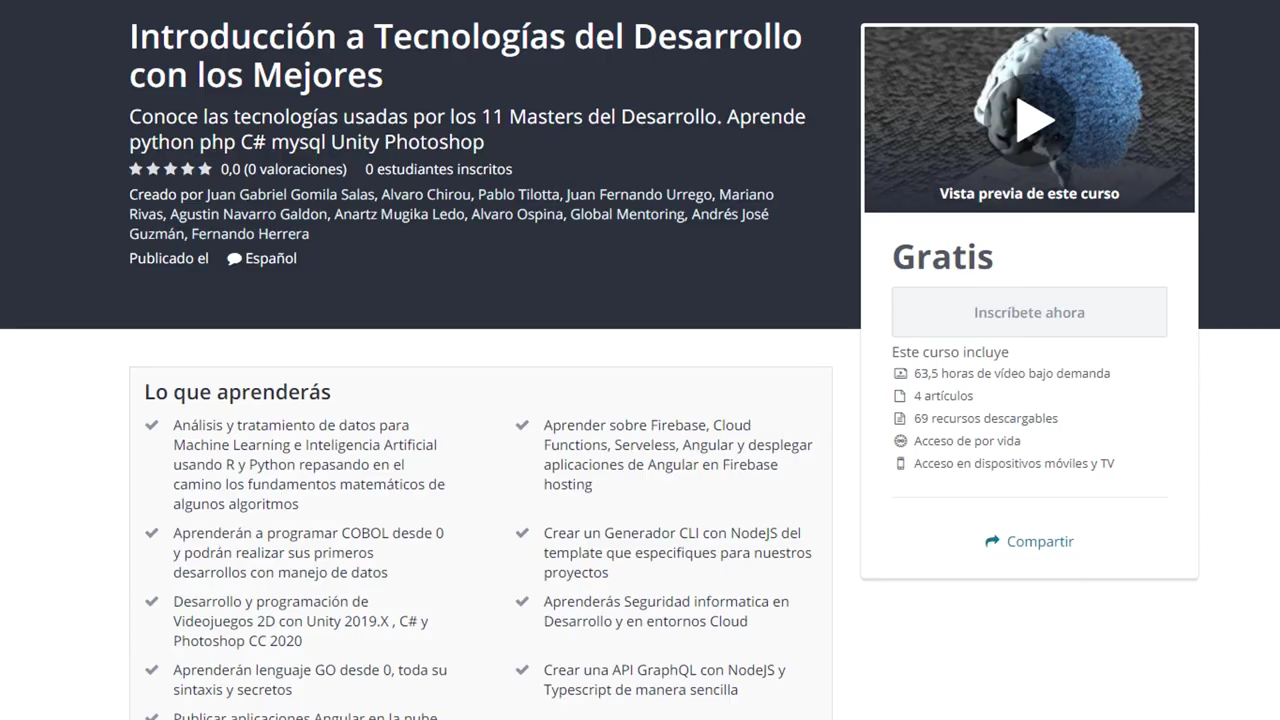 Introducción a Tecnologías del Desarrollo
con los Mejores
Conoce las tecnologías usadas por los 11 Masters del Desarrollo. Aprende
python php C# mysql Unity Photoshop
0,0 (0 valoraciones) 0 estudiantes inscritos
Creado por Juan Gabriel Gomila Salas, Alvaro Chirou, Pablo Tilotta, Juan Fernando Urrego, Mariano
Rivas, Agustin Navarro Galdon, Anartz Mugika Ledo, Alvaro Ospina, Global Mentoring, Andrés José
Guzmán, Fernando Herrera
Publicado el Español
Vista previa de este curso
Gratis
Inscríbete ahora
Este curso incluye
63,5 horas de vídeo bajo demanda
4 artículos
69 recursos descargables
Acceso de por vida
Acceso en dispositivos móviles y TV
Compartir
Lo que aprenderás
Análisis y tratamiento de datos para
Machine Learning e Inteligencia Artificial
usando R y Python repasando en el
camino los fundamentos matemáticos de
algunos algoritmos
Aprenderán a programar COBOL desde 0
y podrán realizar sus primeros
desarrollos con manejo de datos
Desarrollo y programación de
Videojuegos 2D con Unity 2019.X , C# y
Photoshop CC 2020
Aprenderán lenguaje GO desde 0, toda su
sintaxis y secretos
Publicar aplicaciones Angular en la nube
Aprender sobre Firebase, Cloud
Functions, Serveless, Angular y desplegar
aplicaciones de Angular en Firebase
hosting
Crear un Generador CLI con NodeJS del
template que especifiques para nuestros
proyectos
Aprenderás Seguridad informatica en
Desarrollo y en entornos Cloud
Crear una API GraphQL con NodeJS y
Typescript de manera sencilla